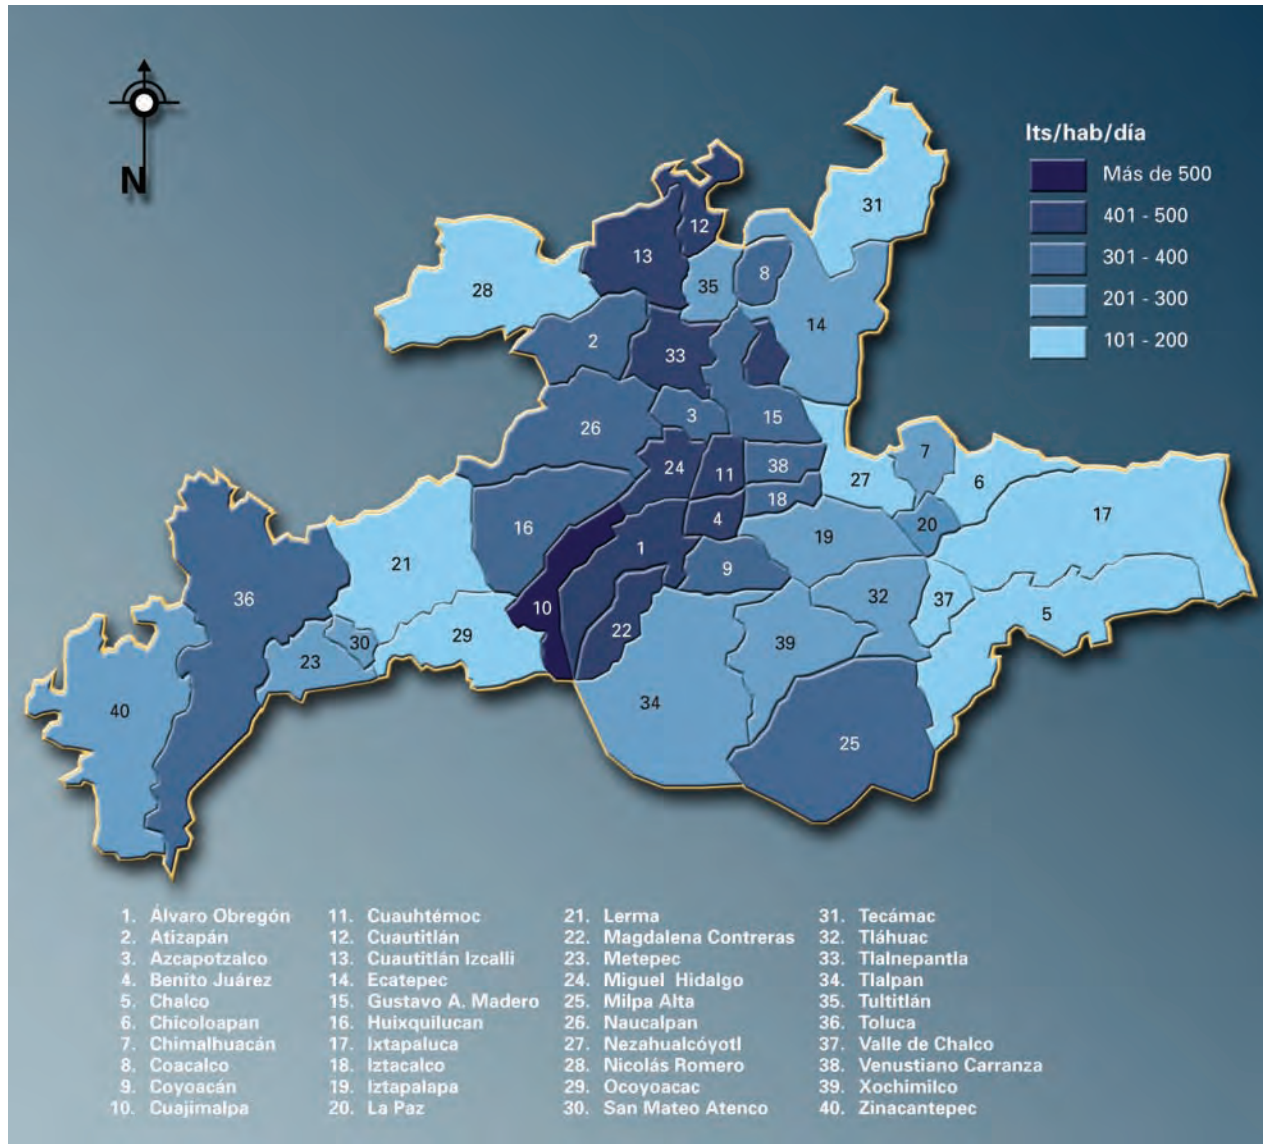 N
lts/hab/día
Más de 500
401 - 500
301 - 400
201 - 300
101 - 200
31
12
13
8
28
35
14
2
33
3
15
26
7
24
11
38
27
6
18
17
16
4
20
19
1
21
9
36
10
32
37
5
22
30
29
39
23
34
40
25
1. Álvaro Obregón
2. Atizapán
3. Azcapotzalco
4. Benito Juárez
5. Chalco
6. Chicoloapan
7. Chimalhuacán
8. Coacalco
9. Coyoacán
10. Cuajimalpa
11. Cuauhtémoc
12. Cuautitlán
13. Cuautitlán Izcalli
14. Ecatepec
15. Gustavo A. Madero
16. Huixquilucan
17. Ixtapaluca
18. Iztacalco
19. Iztapalapa
20. La Paz
21. Lerma
22. Magdalena Contreras
23. Metepec
24. Miguel Hidalgo
25. Milpa Alta
26. Naucalpan
27. Nezahualcóyotl
28. Nicolás Romero
29. Ocoyoacac
30. San Mateo Atenco
31. Tecámac
32. Tláhuac
33. Tlalnepantla
34. Tlalpan
35. Tultitlán
36. Toluca
37. Valle de Chalco
38. Venustiano Carranza
39. Xochimilco
40. Zinacantepec